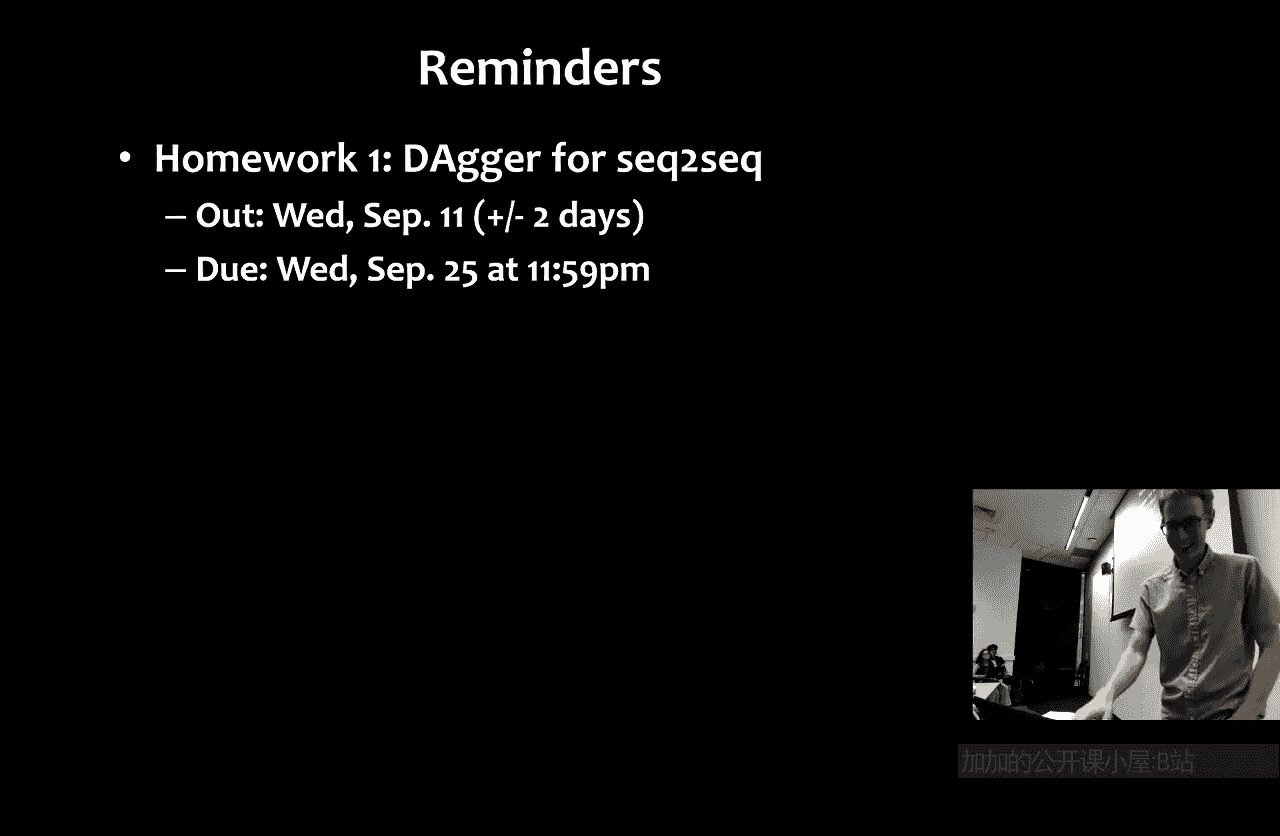 Reminders
• Homework 1: DAgger for seq2seq
– Out: Wed, Sep. 11 (+/- 2 days)
– Due: Wed, Sep. 25 at 11:59pm
加加的公开课小屋:B站